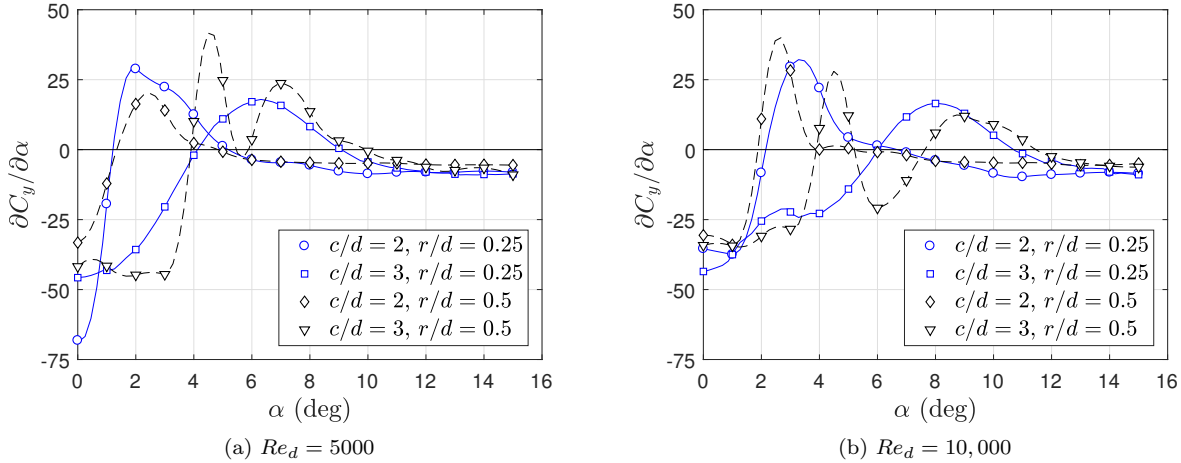 50
25
0
-25
-50
-75
∂C_y/∂α
c/d = 2, r/d = 0.25
c/d = 3, r/d = 0.25
c/d = 2, r/d = 0.5
c/d = 3, r/d = 0.5
0 2 4 6 8 10 12 14 16
α (deg)
(a) Re_d = 5000
50
25
0
-25
-50
-75
∂C_y/∂α
c/d = 2, r/d = 0.25
c/d = 3, r/d = 0.25
c/d = 2, r/d = 0.5
c/d = 3, r/d = 0.5
0 2 4 6 8 10 12 14 16
α (deg)
(b) Re_d = 10,000